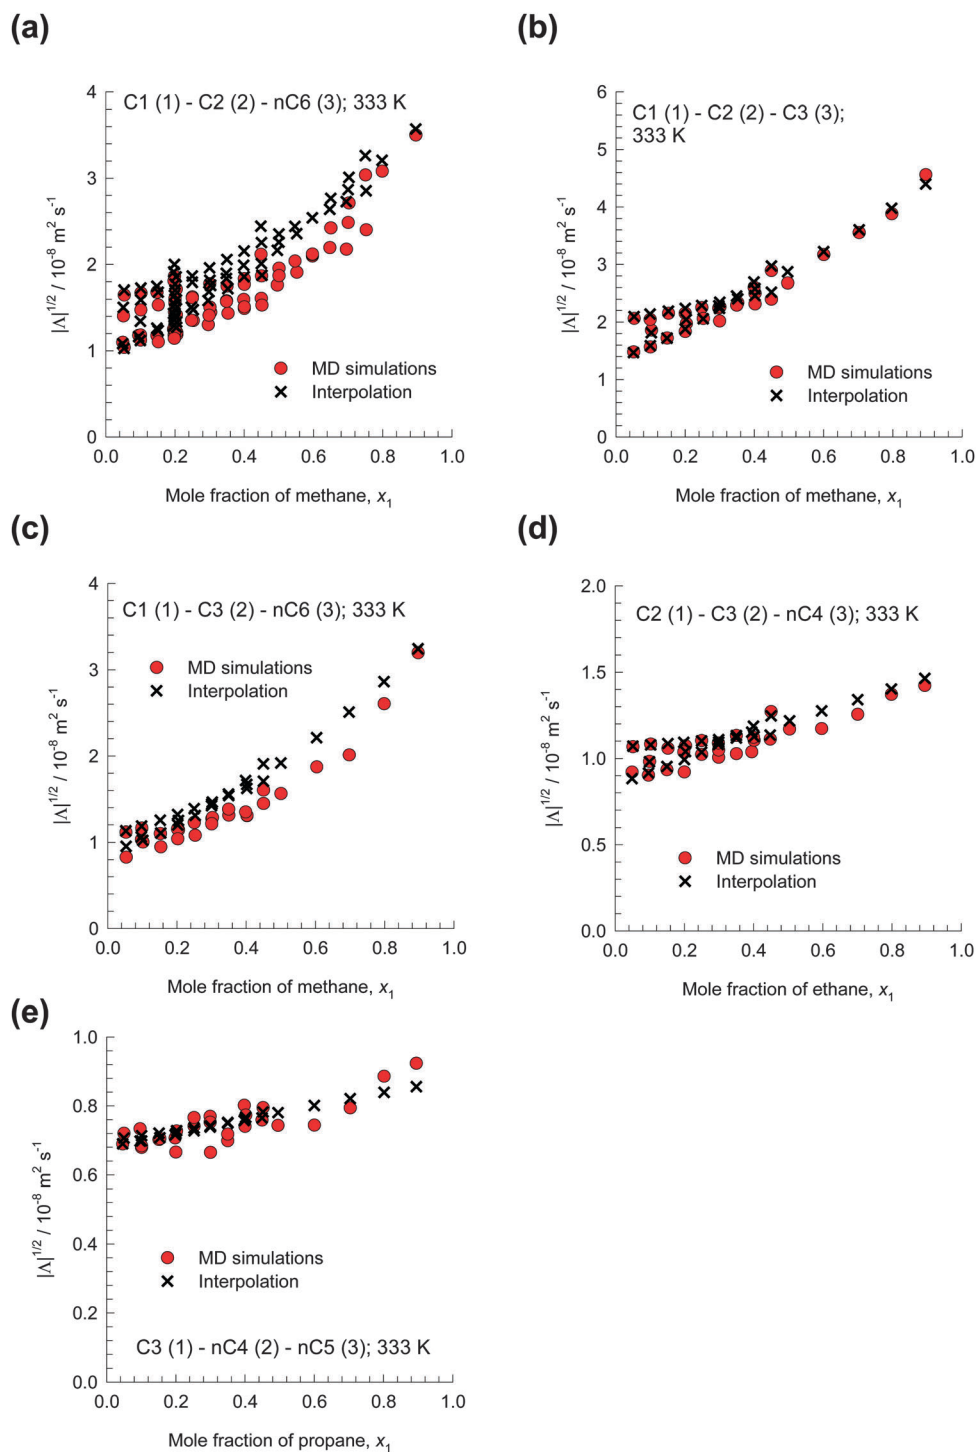 (a)
C1 (1) - C2 (2) - nC6 (3); 333 K
|Λ|^1/2 / 10^-8 m^2 s^-1
4
3
2
1
0
MD simulations
Interpolation
0.0 0.2 0.4 0.6 0.8 1.0
Mole fraction of methane, x_1
(b)
C1 (1) - C2 (2) - C3 (3);
333 K
|Λ|^1/2 / 10^-8 m^2 s^-1
6
5
4
3
2
1
0
MD simulations
Interpolation
0.0 0.2 0.4 0.6 0.8 1.0
Mole fraction of methane, x_1
(c)
C1 (1) - C3 (2) - nC6 (3); 333 K
MD simulations
Interpolation
|Λ|^1/2 / 10^-8 m^2 s^-1
4
3
2
1
0
0.0 0.2 0.4 0.6 0.8 1.0
Mole fraction of methane, x_1
(d)
C2 (1) - C3 (2) - nC4 (3); 333 K
|Λ|^1/2 / 10^-8 m^2 s^-1
2.0
1.5
1.0
0.5
0.0
MD simulations
Interpolation
0.0 0.2 0.4 0.6 0.8 1.0
Mole fraction of ethane, x_1
(e)
|Λ|^1/2 / 10^-8 m^2 s^-1
1.0
0.8
0.6
0.4
0.2
0.0
MD simulations
Interpolation
C3 (1) - nC4 (2) - nC5 (3); 333 K
0.0 0.2 0.4 0.6 0.8 1.0
Mole fraction of propane, x_1